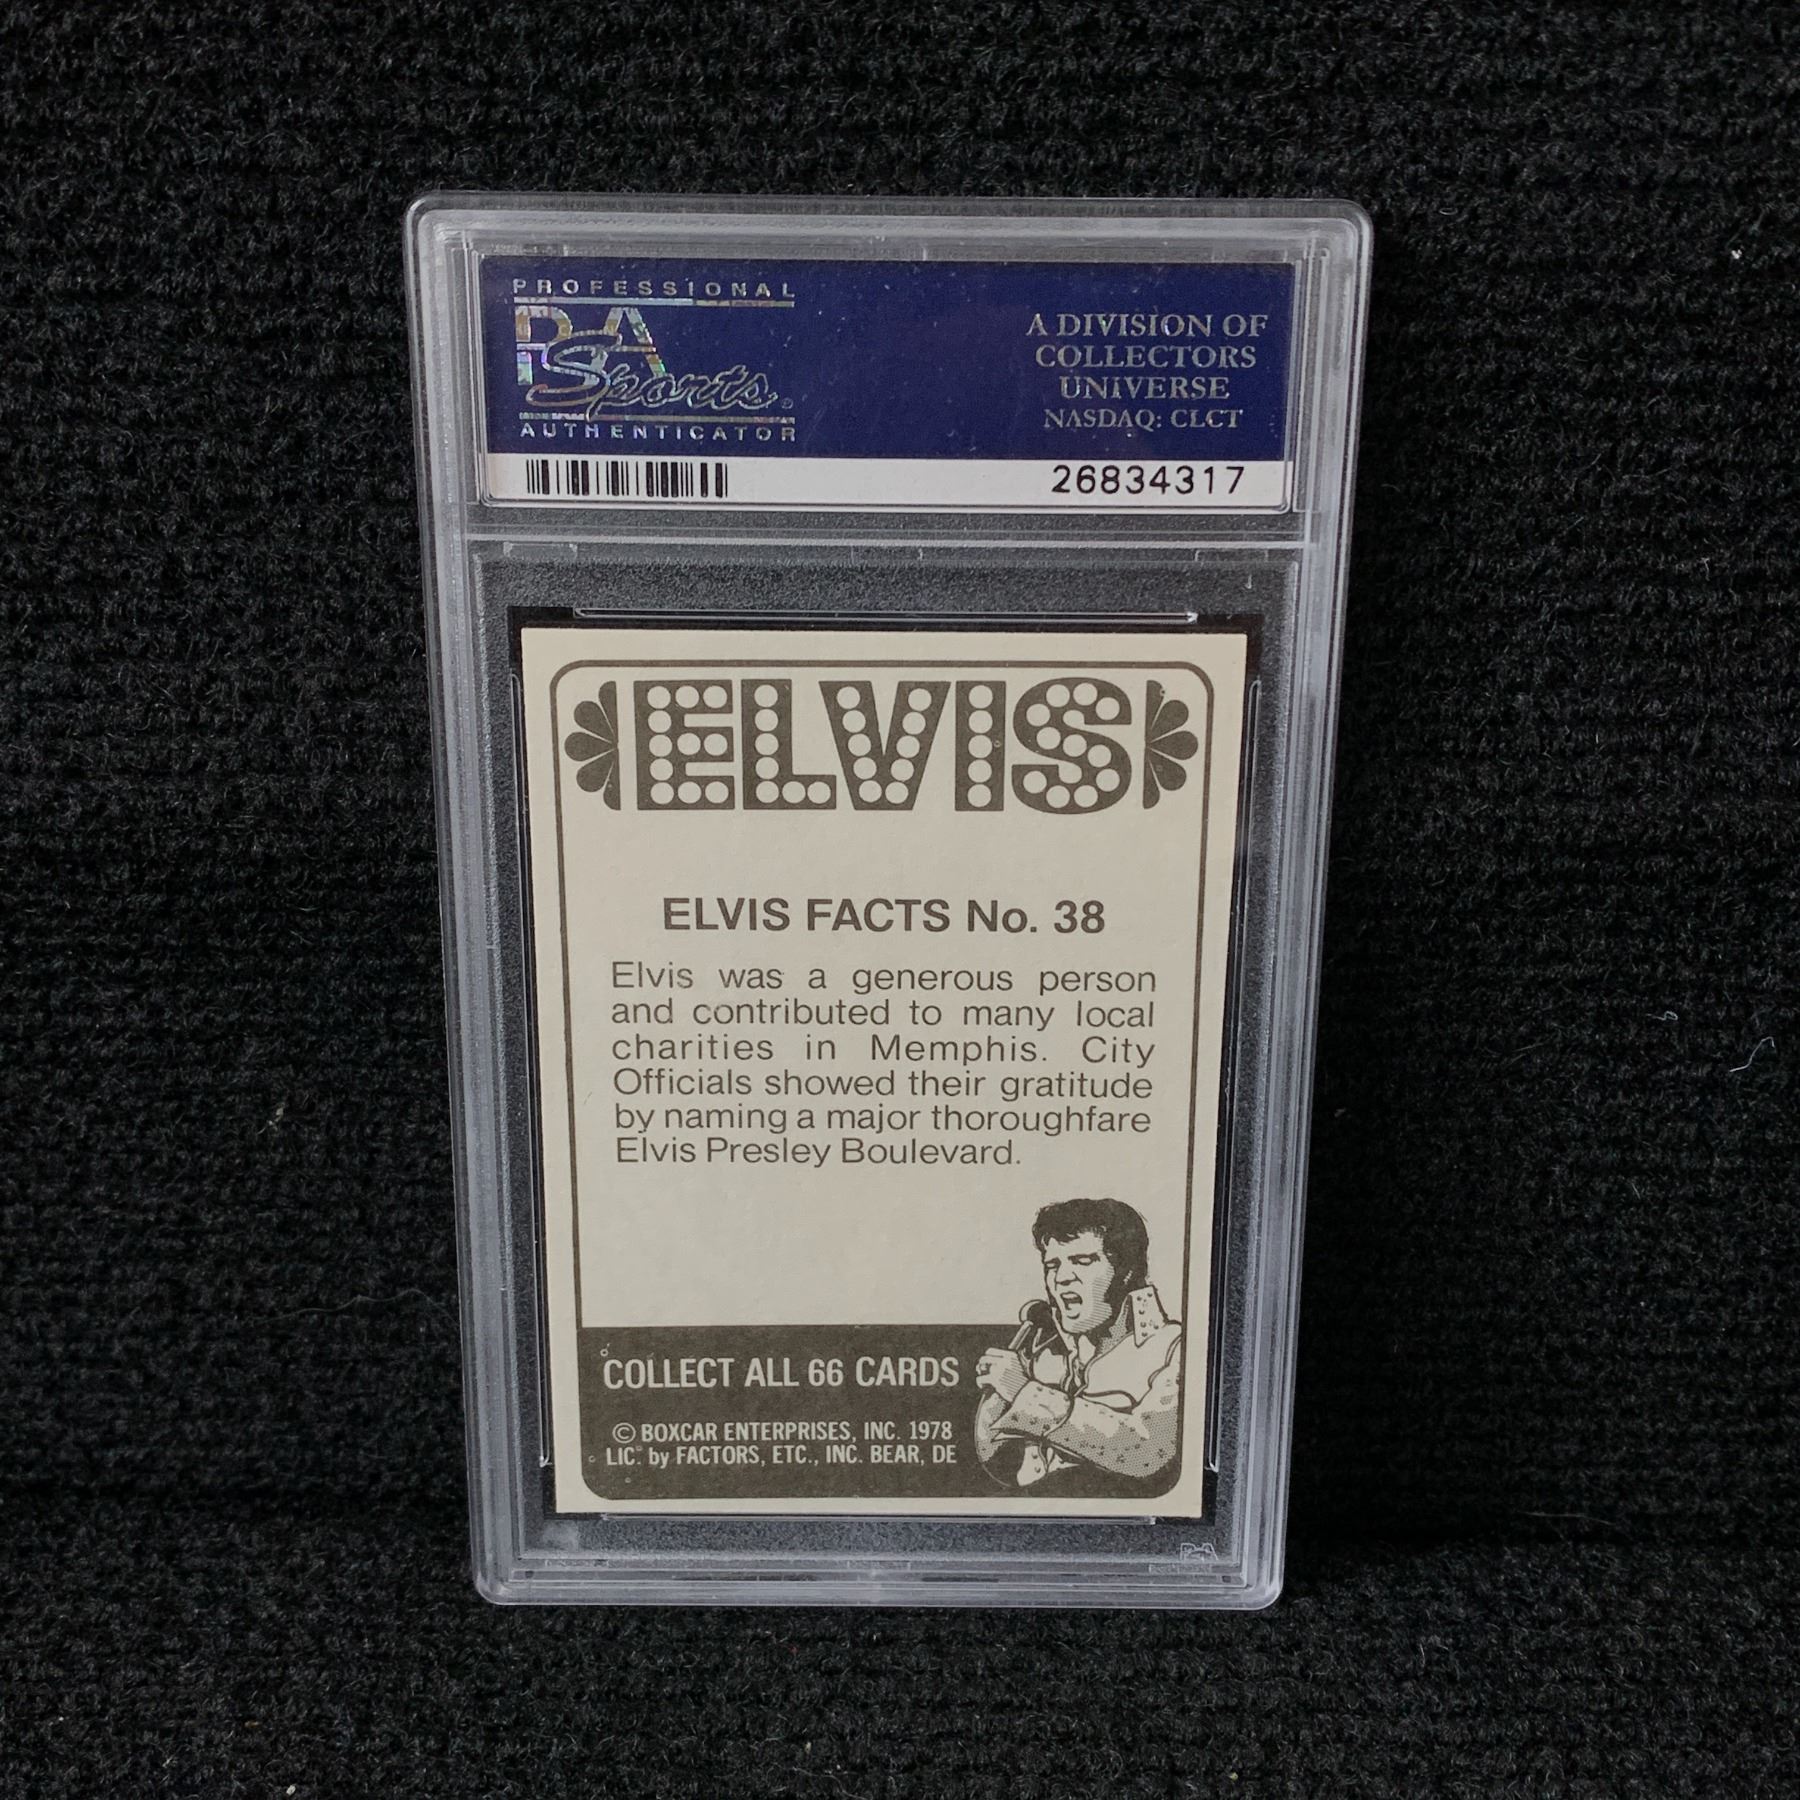 PROFESSIONAL
PSA
Sports
AUTHENTICATOR
A DIVISION OF
COLLECTORS
UNIVERSE
NASDAQ: CLCT
26834317
ELVIS
ELVIS FACTS No. 38
Elvis was a generous person
and contributed to many local
charities in Memphis. City
Officials showed their gratitude
by naming a major thoroughfare
Elvis Presley Boulevard.
COLLECT ALL 66 CARDS
© BOXCAR ENTERPRISES, INC. 1978
LIC. by FACTORS, ETC., INC. BEAR, DE
PSA